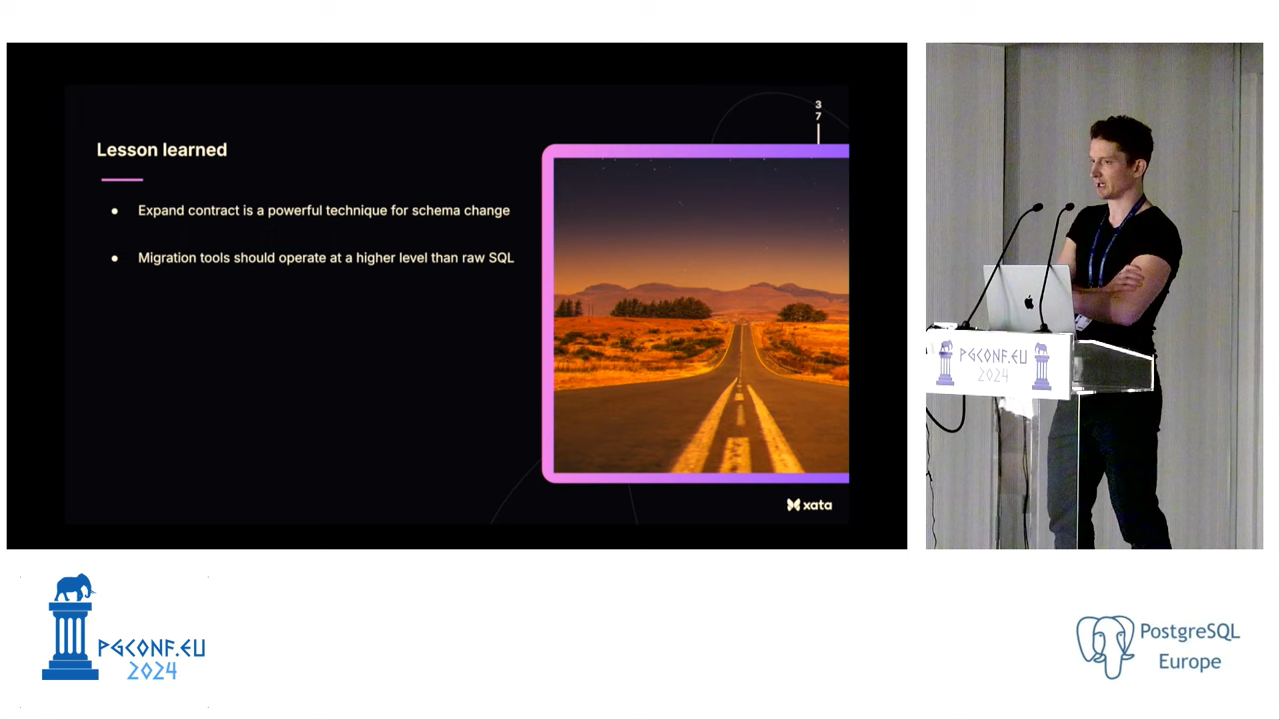 3
7
Lesson learned
● Expand contract is a powerful technique for schema change
● Migration tools should operate at a higher level than raw SQL
xata
PGCONF.EU
2024
PGCONF.EU
2024
PostgreSQL
Europe